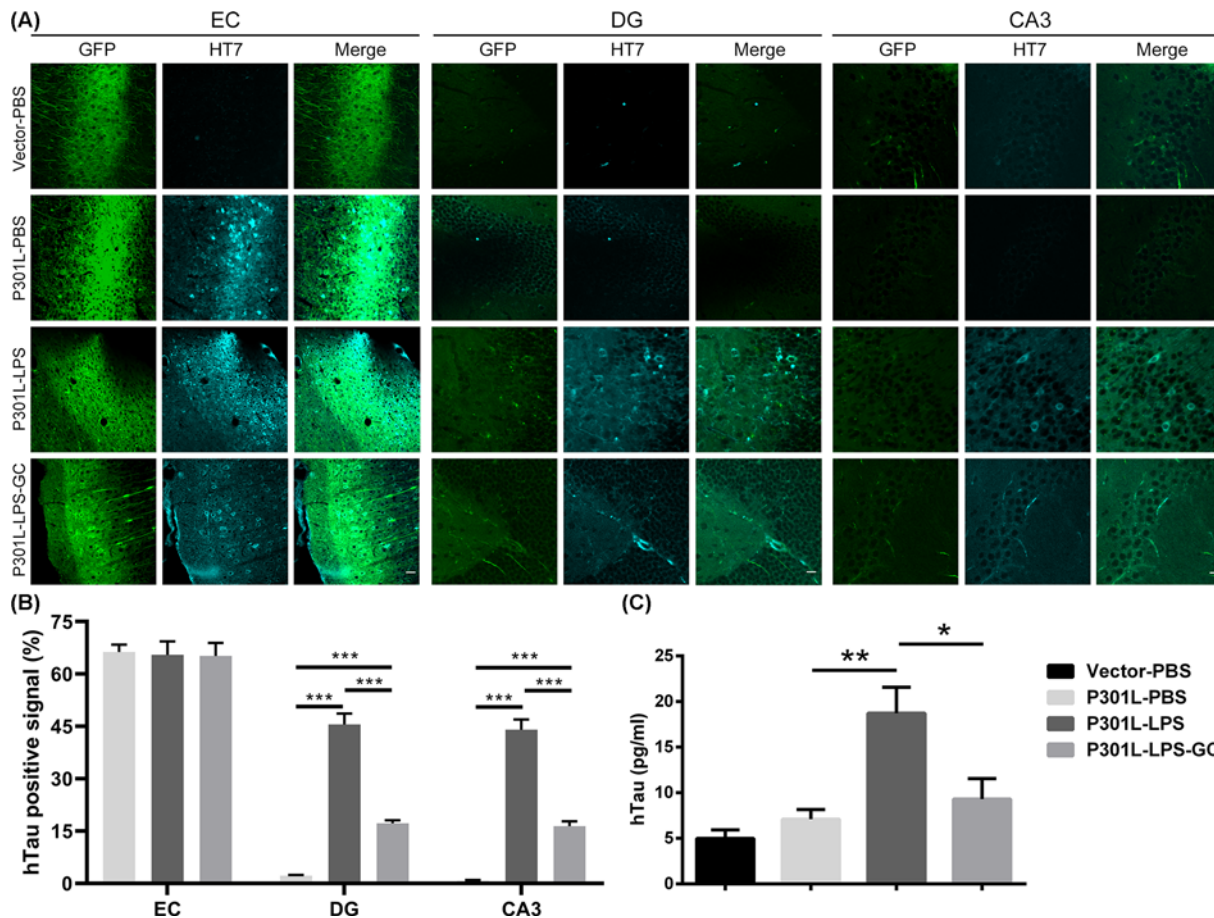 (A) EC DG CA3
GFP HT7 Merge GFP HT7 Merge GFP HT7 Merge
Vector-PBS
P301L-PBS
P301L-LPS
P301L-LPS-GC
(B)
hTau positive signal (%)
75
60
45
30
15
0
*** *** ***
*** *** ***
EC DG CA3
(C)
hTau (pg/ml)
25
20
15
10
5
0
** *
Vector-PBS
P301L-PBS
P301L-LPS
P301L-LPS-GC